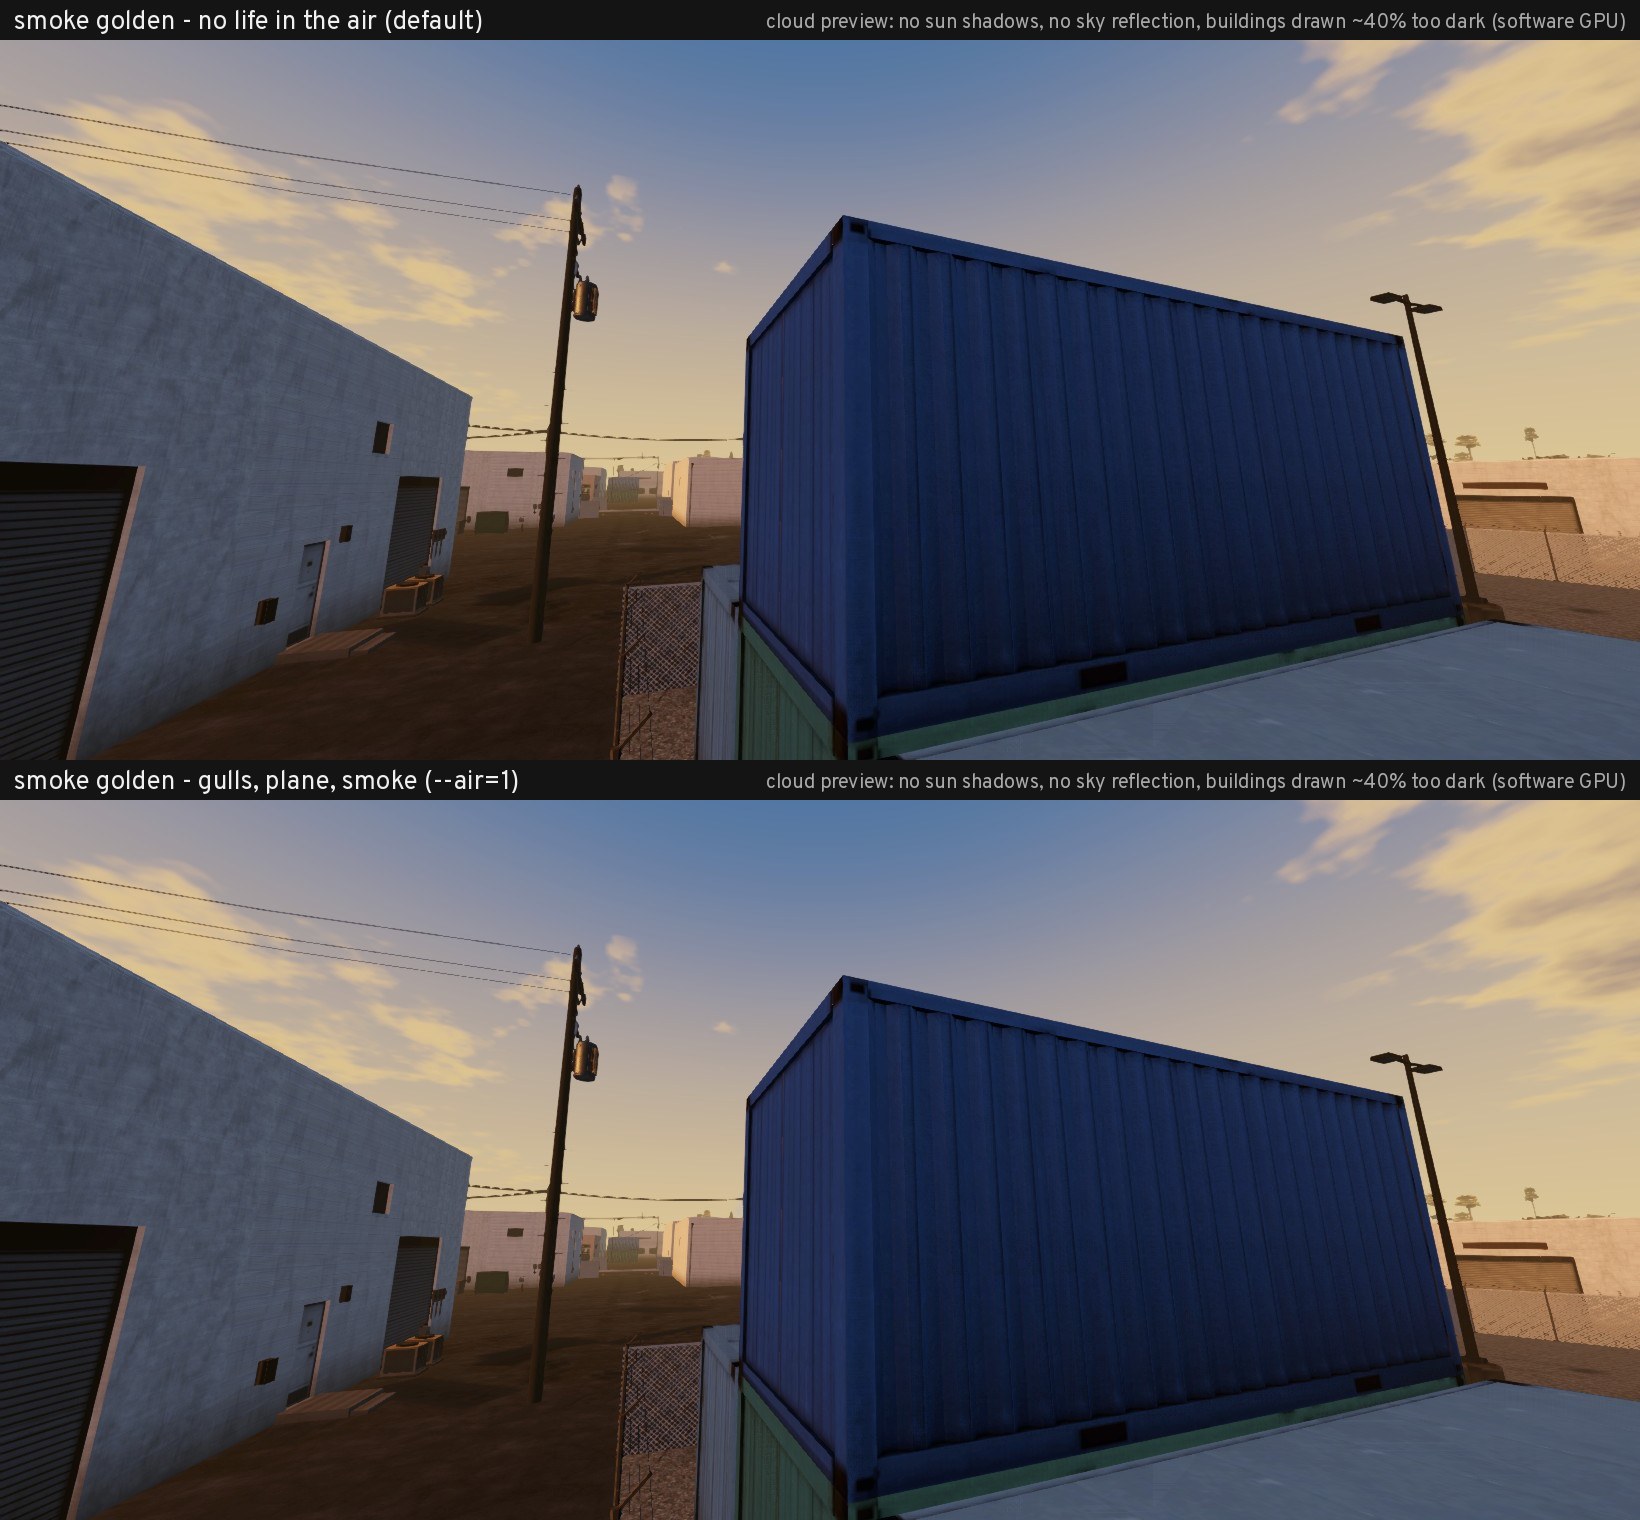 smoke golden - no life in the air (default)
cloud preview: no sun shadows, no sky reflection, buildings drawn ~40% too dark (software GPU)
smoke golden - gulls, plane, smoke (--air=1)
cloud preview: no sun shadows, no sky reflection, buildings drawn ~40% too dark (software GPU)